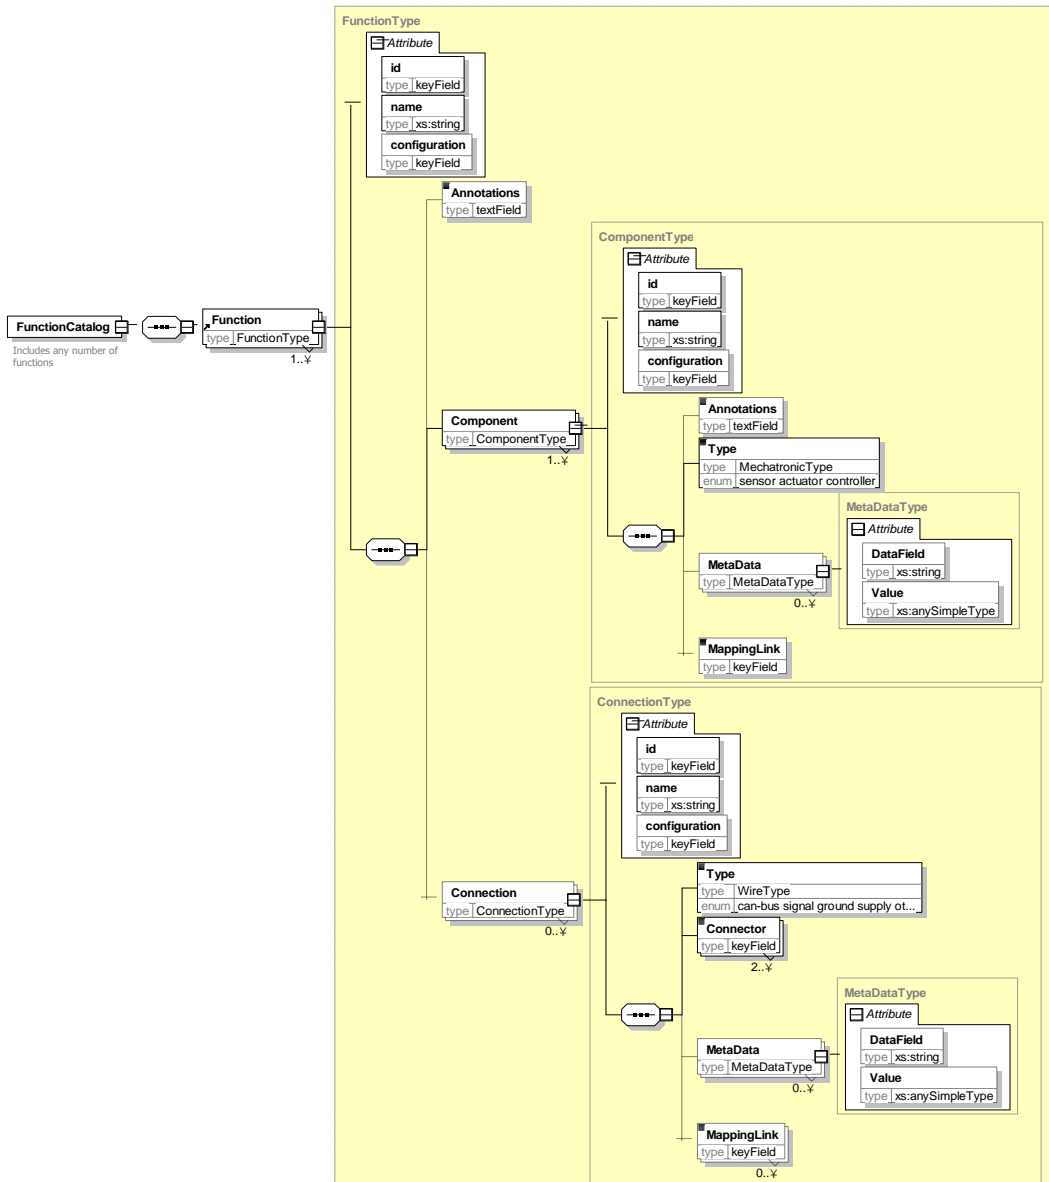 FunctionType
Attribute
id
type keyField
name
type xs:string
configuration
type keyField
Annotations
type textField
FunctionCatalog
Includes any number of
functions
Function
type FunctionType
1..¥
Component
type ComponentType
1..¥
ComponentType
Attribute
id
type keyField
name
type xs:string
configuration
type keyField
Annotations
type textField
Type
type MechatronicType
enum sensor actuator controller
MetaData
type MetaDataType
0..¥
MetaDataType
Attribute
DataField
type xs:string
Value
type xs:anySimpleType
MappingLink
type keyField
Connection
type ConnectionType
0..¥
ConnectionType
Attribute
id
type keyField
name
type xs:string
configuration
type keyField
Type
type WireType
enum can-bus signal ground supply ot...
Connector
type keyField
2..¥
MetaData
type MetaDataType
0..¥
MetaDataType
Attribute
DataField
type xs:string
Value
type xs:anySimpleType
MappingLink
type keyField
0..¥